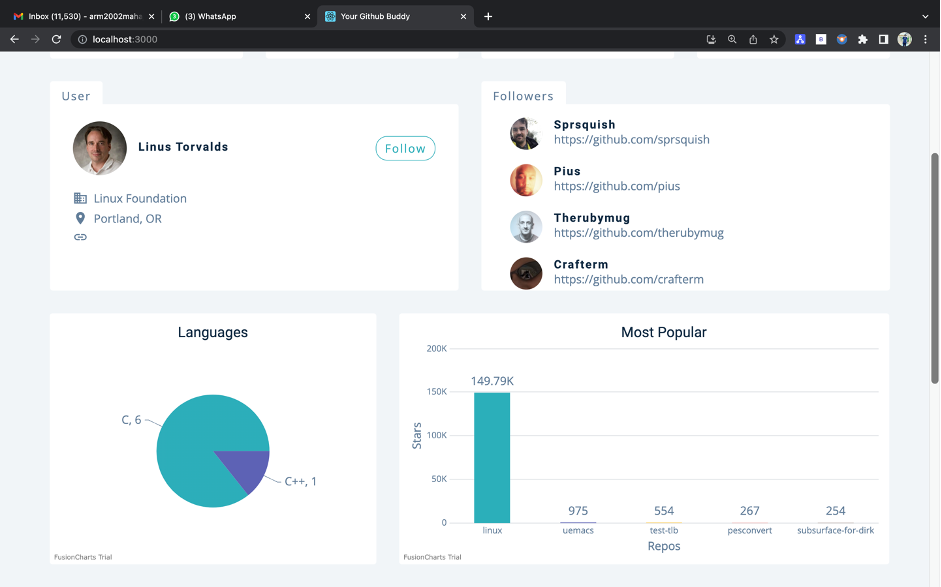 Inbox (11,530) - arm2002maha
(3) WhatsApp
Your Github Buddy
localhost:3000
User
Linus Torvalds
Follow
Linux Foundation
Portland, OR
Followers
Sprsquish
https://github.com/sprsquish
Pius
https://github.com/pius
Therubymug
https://github.com/therubymug
Crafterm
https://github.com/crafterm
Languages
C, 6
C++, 1
FusionCharts Trial
Most Popular
200K
150K
100K
50K
0
Stars
149.79K
975
554
267
254
linux
uemacs
test-tlb
pesconvert
subsurface-for-dirk
Repos
FusionCharts Trial